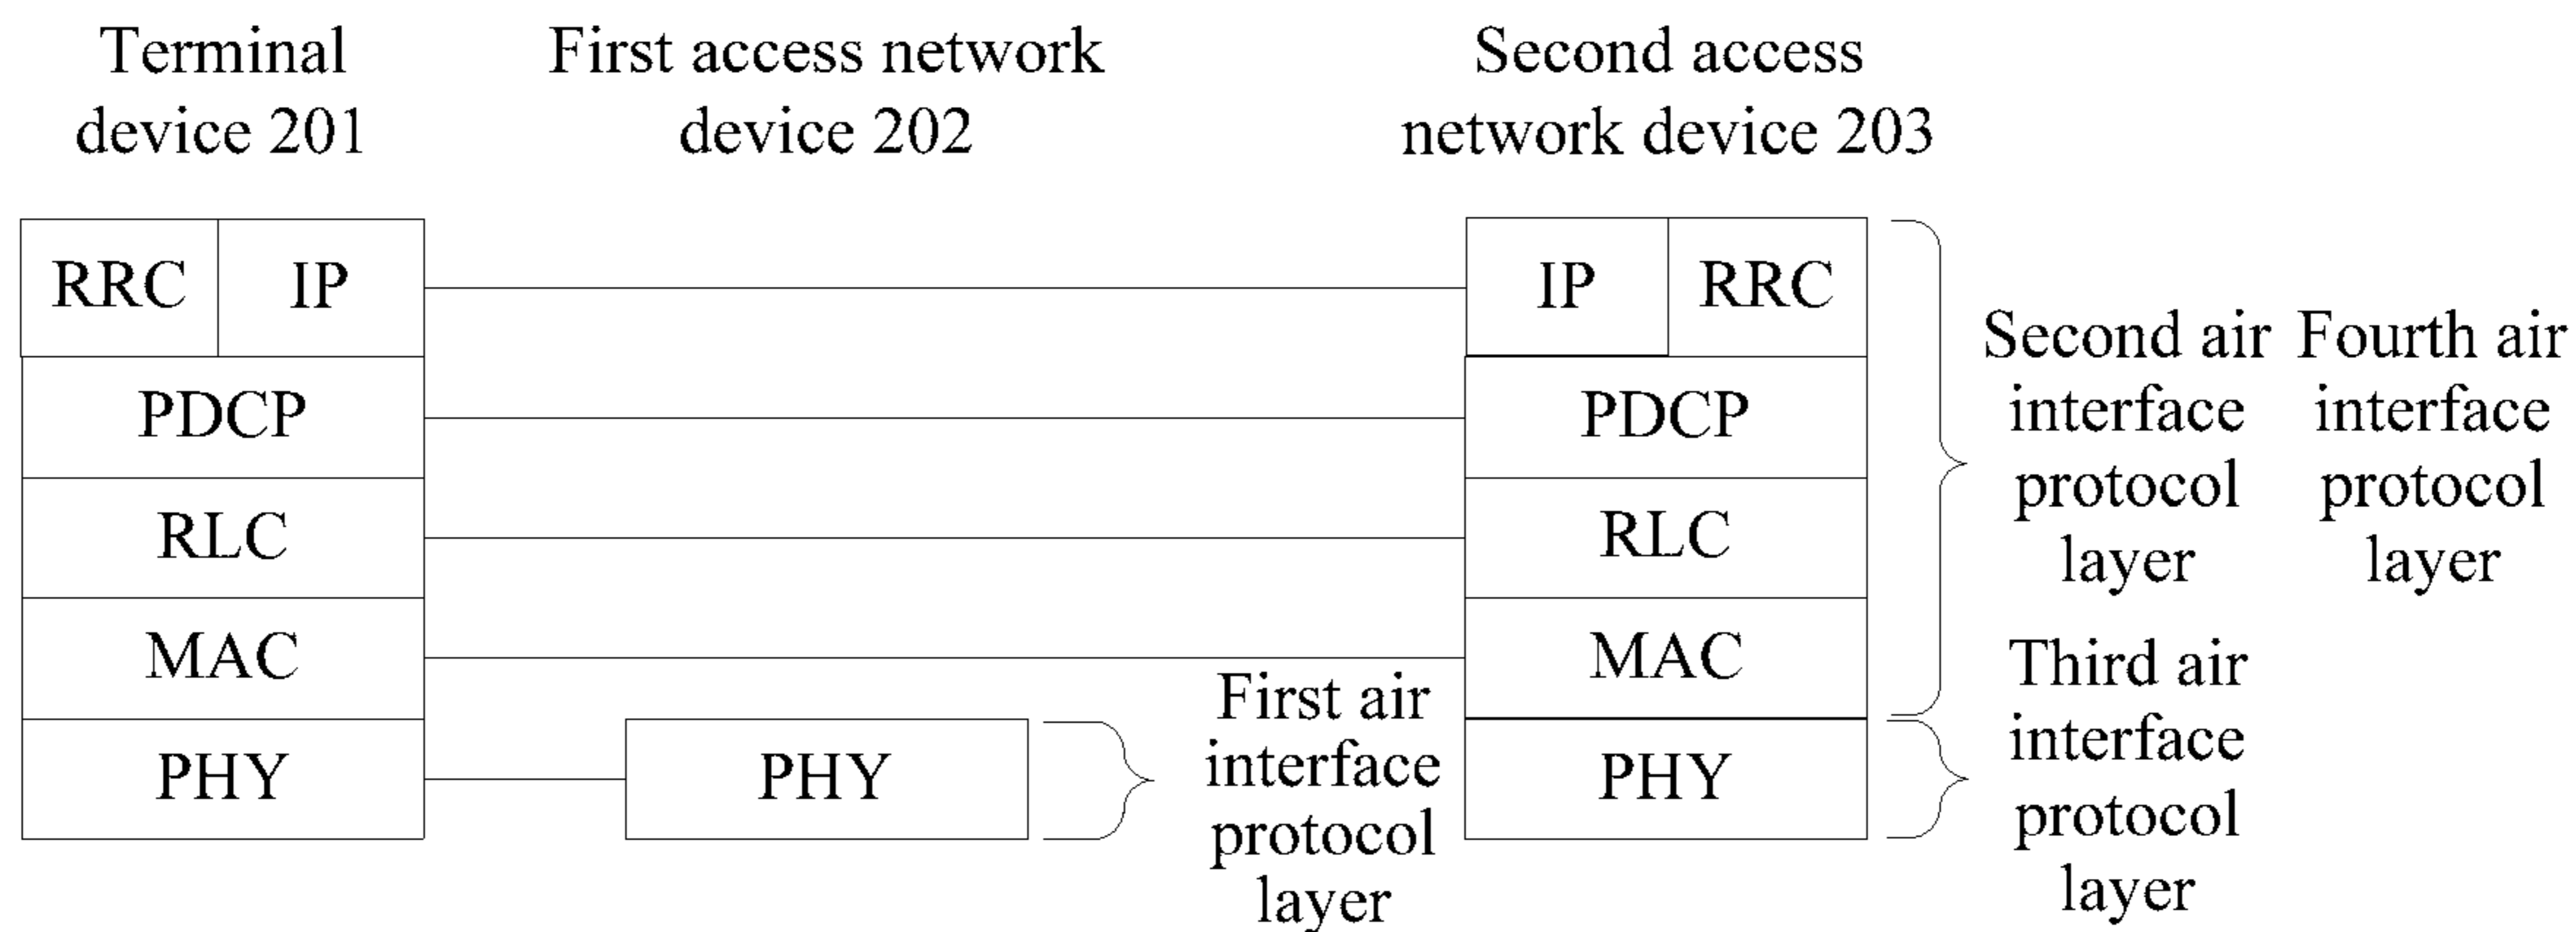 Terminal
device 201
First access network
device 202
Second access
network device 203
RRC
IP
PDCP
RLC
MAC
PHY
PHY
First air
interface
protocol
layer
IP
RRC
PDCP
RLC
MAC
PHY
Second air
interface
protocol
layer
Fourth air
interface
protocol
layer
Third air
interface
protocol
layer